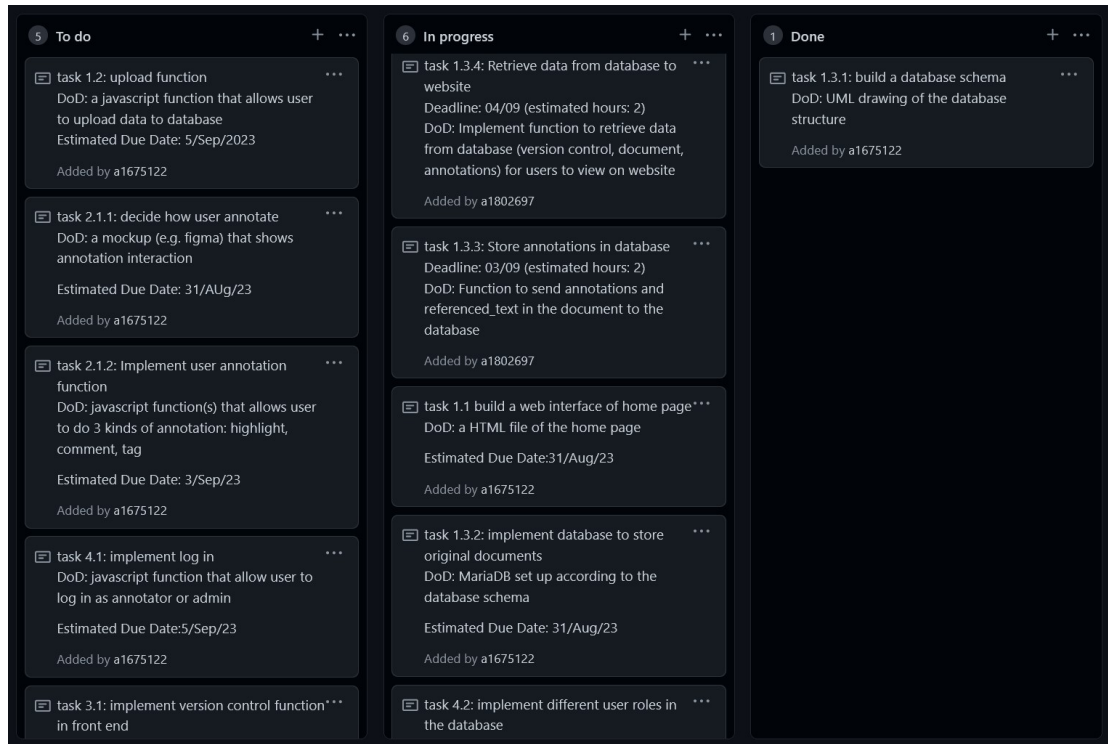 5 To do
task 1.2: upload function
DoD: a javascript function that allows user
to upload data to database
Estimated Due Date: 5/Sep/2023
Added by a1675122
task 2.1.1: decide how user annotate
DoD: a mockup (e.g. figma) that shows
annotation interaction
Estimated Due Date: 31/AUg/23
Added by a1675122
task 2.1.2: Implement user annotation
function
DoD: javascript function(s) that allows user
to do 3 kinds of annotation: highlight,
comment, tag
Estimated Due Date: 3/Sep/23
Added by a1675122
task 4.1: implement log in
DoD: javascript function that allow user to
log in as annotator or admin
Estimated Due Date:5/Sep/23
Added by a1675122
task 3.1: implement version control function
in front end
6 In progress
task 1.3.4: Retrieve data from database to
website
Deadline: 04/09 (estimated hours: 2)
DoD: Implement function to retrieve data
from database (version control, document,
annotations) for users to view on website
Added by a1802697
task 1.3.3: Store annotations in database
Deadline: 03/09 (estimated hours: 2)
DoD: Function to send annotations and
referenced_text in the document to the
database
Added by a1802697
task 1.1 build a web interface of home page
DoD: a HTML file of the home page
Estimated Due Date:31/Aug/23
Added by a1675122
task 1.3.2: implement database to store
original documents
DoD: MariaDB set up according to the
database schema
Estimated Due Date: 31/Aug/23
Added by a1675122
task 4.2: implement different user roles in
the database
1 Done
task 1.3.1: build a database schema
DoD: UML drawing of the database
structure
Added by a1675122